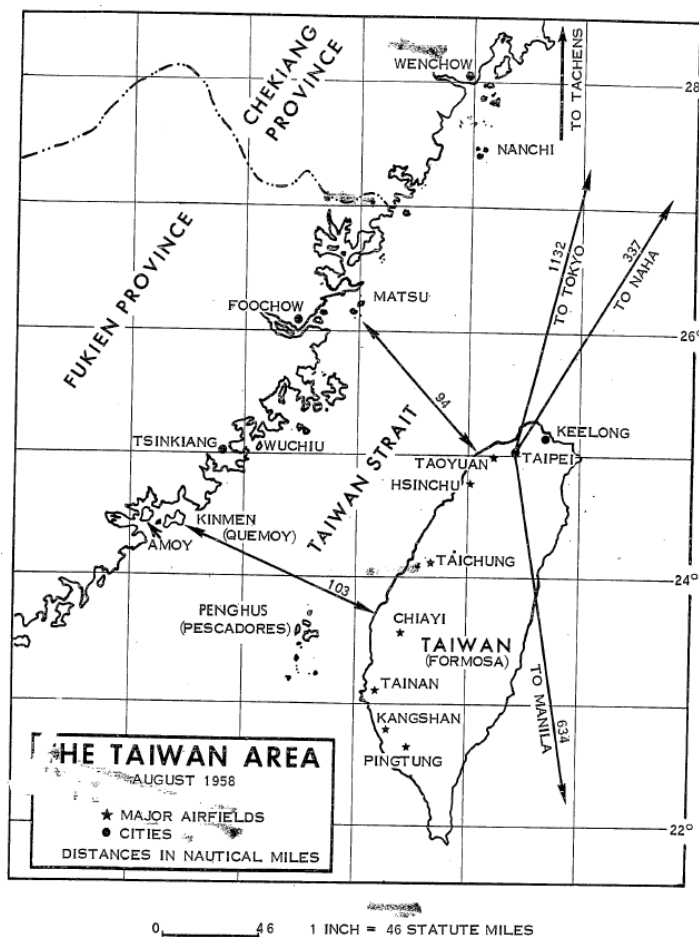 WENCHOW
28
TO TACHENS
CHEKIANG
PROVINCE
NANCHI
1132
TO TOKYO
337
TO NAHA
FUKIEN PROVINCE
MATSU
FOOCHOW
26°
94
TAIWAN STRAIT
KEELONG
TSINKIANG
WUCHIU
TAOYUAN
TAIPEI
HSINCHU
KINMEN
(QUEMOY)
AMOY
TAICHUNG
24°
103
PENGHUS
(PESCADORES)
CHIAYI
TAIWAN
(FORMOSA)
TO MANILA
634
TAINAN
KANGSHAN
PINGTUNG
HE TAIWAN AREA
AUGUST 1958
★ MAJOR AIRFIELDS
● CITIES
DISTANCES IN NAUTICAL MILES
22°
0 46 1 INCH = 46 STATUTE MILES